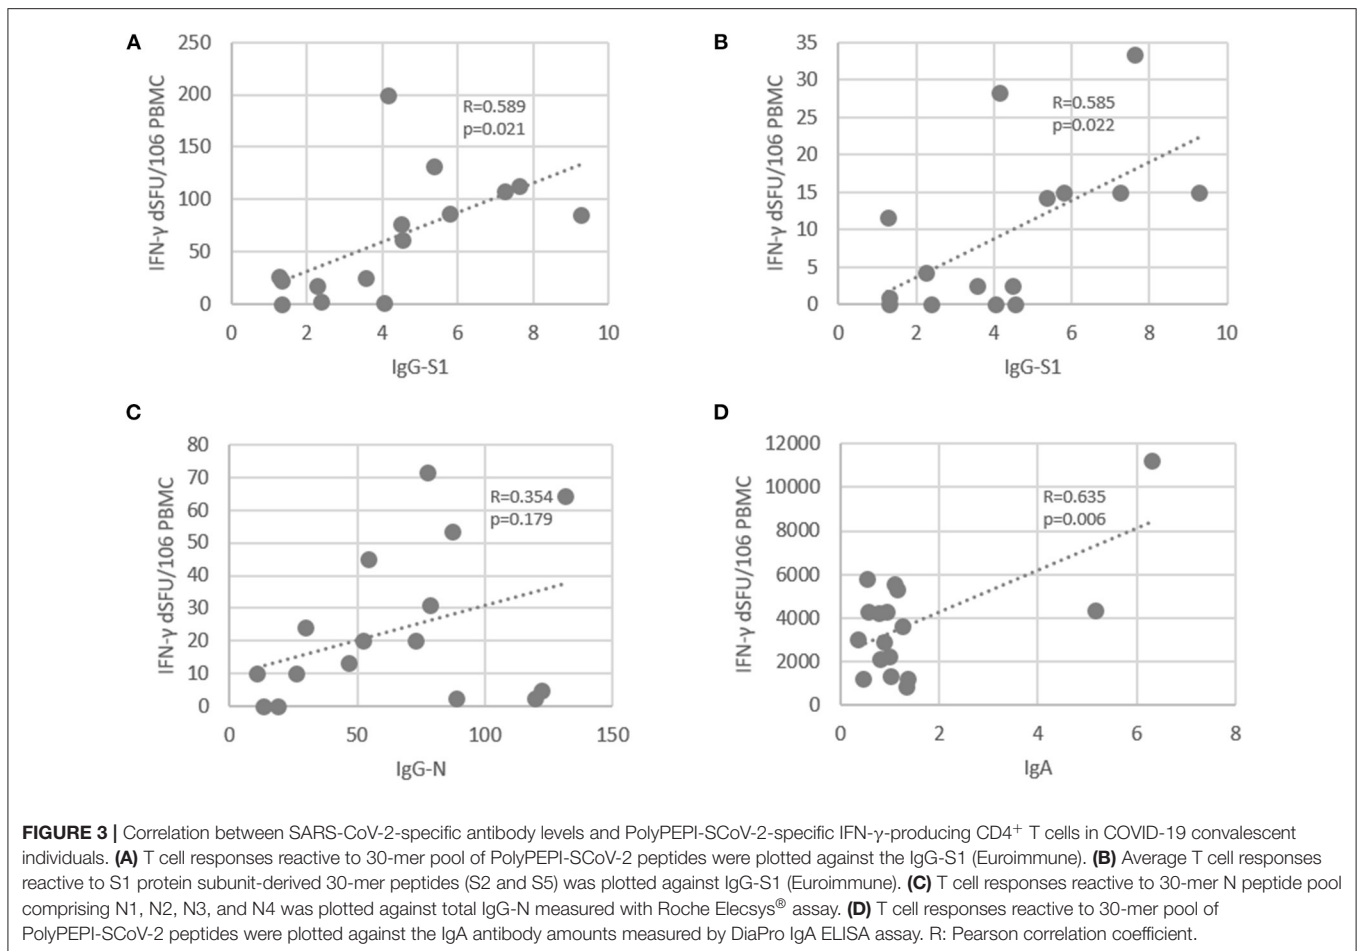 A
250
200
150
100
50
0
0 2 4 6 8 10
IFN-γ dSFU/106 PBMC
IgG-S1
R=0.589
p=0.021
B
35
30
25
20
15
10
5
0
0 2 4 6 8 10
IFN-γ dSFU/106 PBMC
IgG-S1
R=0.585
p=0.022
C
80
70
60
50
40
30
20
10
0
0 50 100 150
IFN-γ dSFU/106 PBMC
IgG-N
R=0.354
p=0.179
D
12000
10000
8000
6000
4000
2000
0
0 2 4 6 8
IFN-γ dSFU/106 PBMC
IgA
R=0.635
p=0.006
FIGURE 3 | Correlation between SARS-CoV-2-specific antibody levels and PolyPEPI-SCoV-2-specific IFN-γ-producing CD4⁺ T cells in COVID-19 convalescent
individuals. (A) T cell responses reactive to 30-mer pool of PolyPEPI-SCoV-2 peptides were plotted against the IgG-S1 (Euroimmune). (B) Average T cell responses
reactive to S1 protein subunit-derived 30-mer peptides (S2 and S5) was plotted against IgG-S1 (Euroimmune). (C) T cell responses reactive to 30-mer N peptide pool
comprising N1, N2, N3, and N4 was plotted against total IgG-N measured with Roche Elecsys® assay. (D) T cell responses reactive to 30-mer pool of
PolyPEPI-SCoV-2 peptides were plotted against the IgA antibody amounts measured by DiaPro IgA ELISA assay. R: Pearson correlation coefficient.